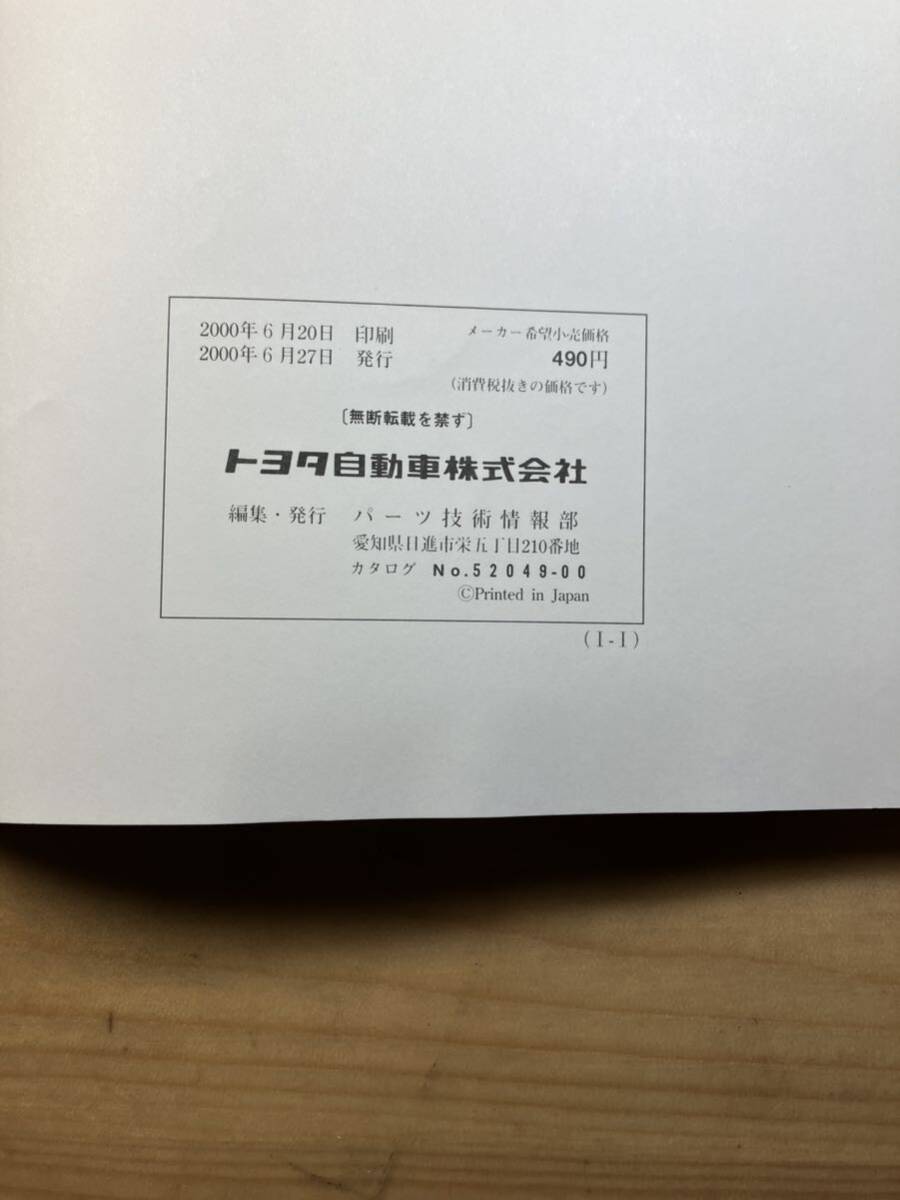 2000年6月20日 印刷 メーカー希望小売価格
2000年6月27日 発行 490円
(消費税抜きの価格です)
〔無断転載を禁ず〕
トヨタ自動車株式会社
編集・発行 パーツ技術情報部
愛知県日進市栄五丁目210番地
カタログ No.52049-00
©Printed in Japan
(I-I)